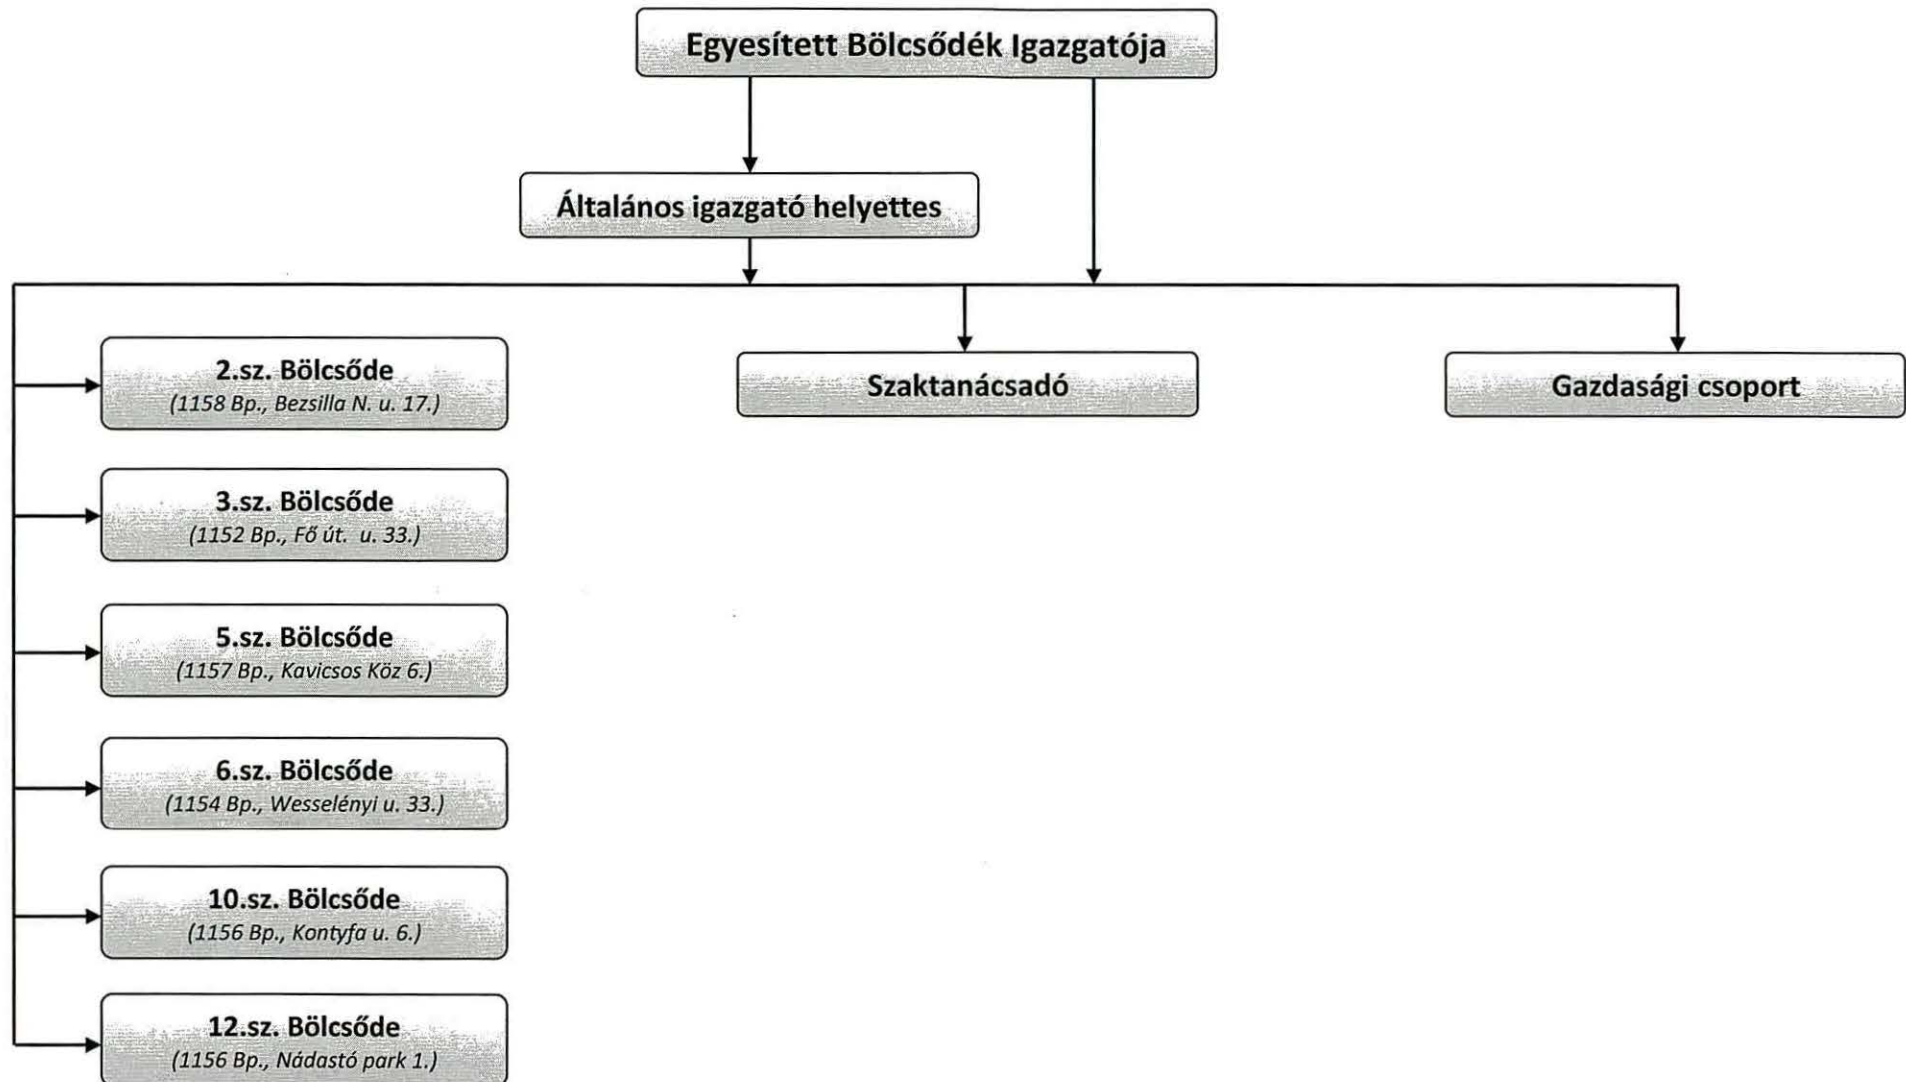 Egyesített Bölcsődék Igazgatója
Általános igazgató helyettes
2.sz. Bölcsőde
(1158 Bp., Bezsilla N. u. 17.)
Szaktanácsadó
Gazdasági csoport
3.sz. Bölcsőde
(1152 Bp., Fő út. u. 33.)
5.sz. Bölcsőde
(1157 Bp., Kavicsos Köz 6.)
6.sz. Bölcsőde
(1154 Bp., Wesselényi u. 33.)
10.sz. Bölcsőde
(1156 Bp., Kontyfa u. 6.)
12.sz. Bölcsőde
(1156 Bp., Nádastó park 1.)